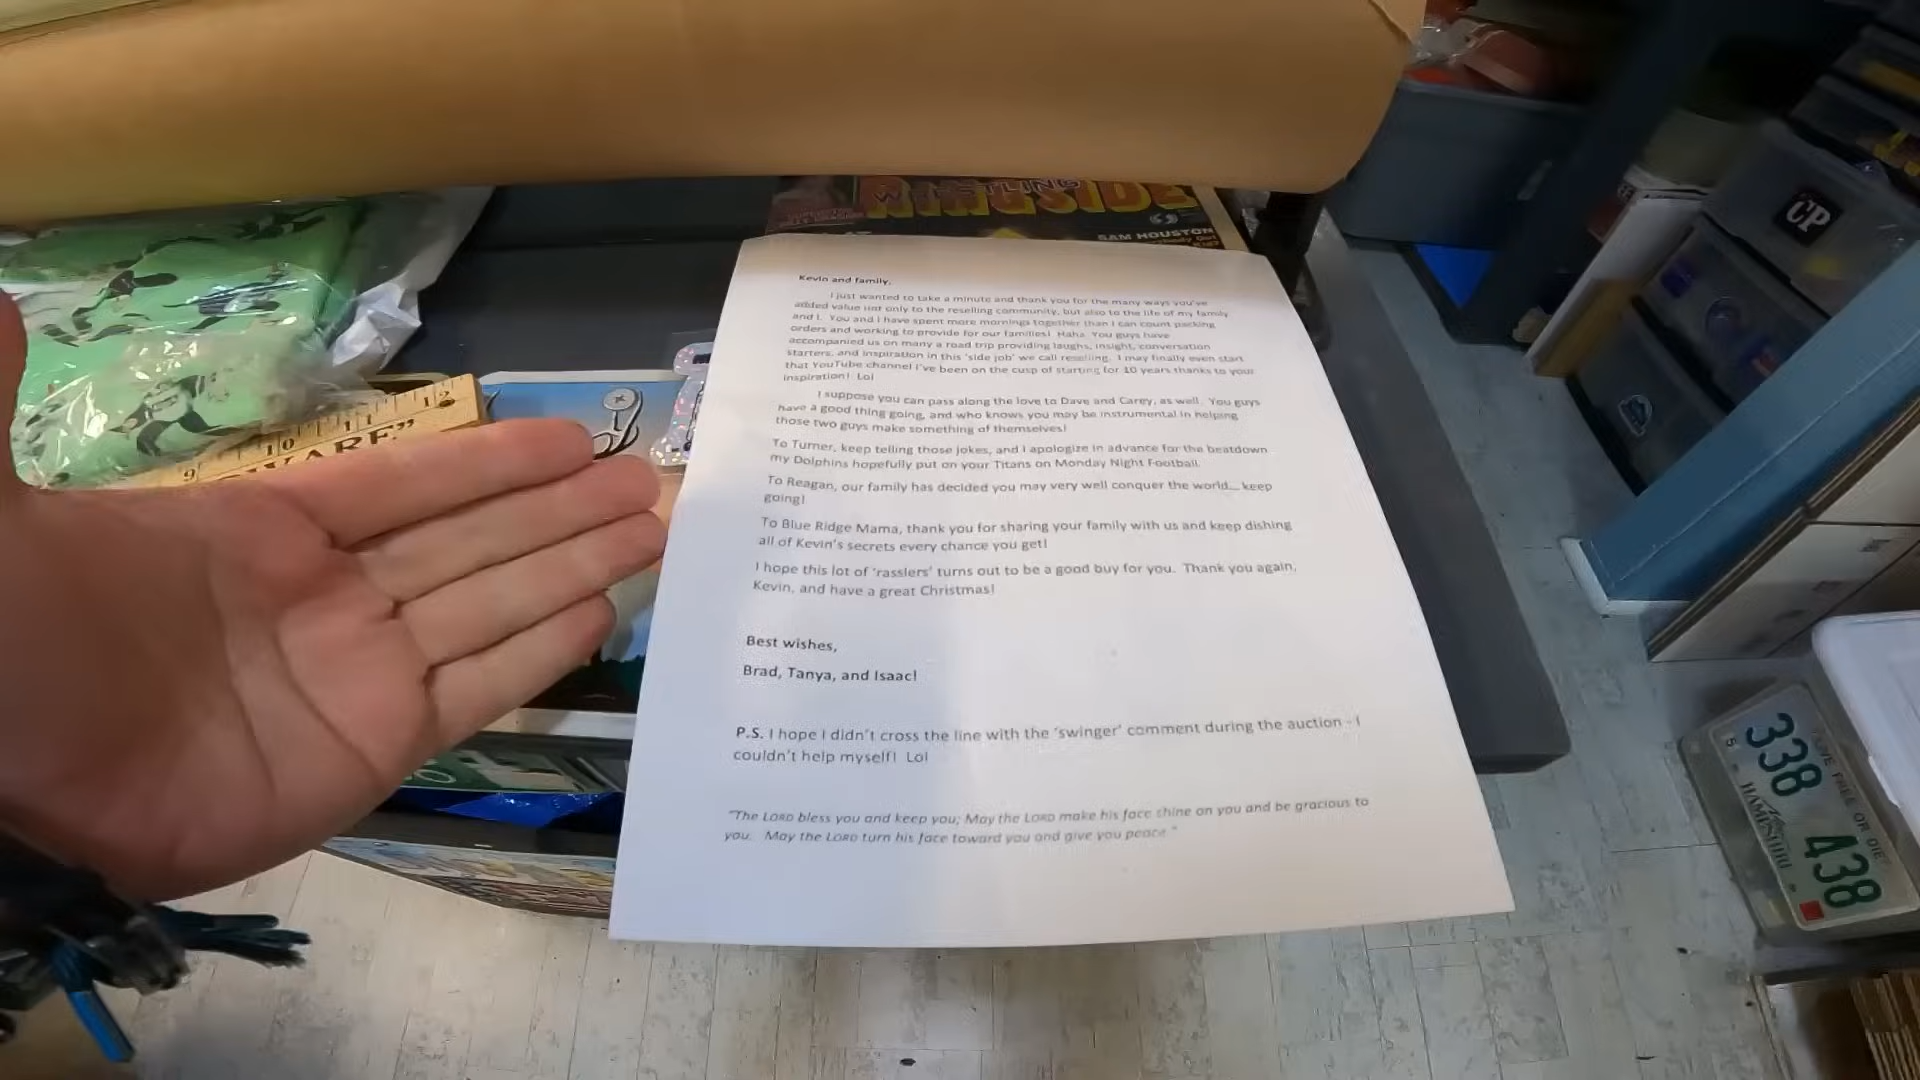 WRESTLING
RINGSIDE
SAM HOUSTON
Kevin and family,
I just wanted to take a minute and thank you for the many ways you've
added value not only to the reselling community, but also to the life of my family
and I. You and I have spent more mornings together than I can count packing
orders and working to provide for our families! Haha. You guys have
accompanied us on many a road trip providing laughs, insight, conversation
starters, and inspiration in this 'side job' we call reselling. I may finally even start
that YouTube channel I've been on the cusp of starting for 10 years thanks to your
inspiration! Lol
I suppose you can pass along the love to Dave and Carey, as well. You guys
have a good thing going, and who knows you may be instrumental in helping
those two guys make something of themselves!
To Turner, keep telling those jokes, and I apologize in advance for the beatdown
my Dolphins hopefully put on your Titans on Monday Night Football.
To Reagan, our family has decided you may very well conquer the world... keep
going!
To Blue Ridge Mama, thank you for sharing your family with us and keep dishing
all of Kevin's secrets every chance you get!
I hope this lot of 'rasslers' turns out to be a good buy for you. Thank you again,
Kevin, and have a great Christmas!
Best wishes,
Brad, Tanya, and Isaac!
P.S. I hope I didn't cross the line with the 'swinger' comment during the auction - I
couldn't help myself! Lol
"The LORD bless you and keep you; May the LORD make his face shine on you and be gracious to
you. May the LORD turn his face toward you and give you peace."
9 10 11 12
WARE"
CP
LIVE FREE OR DIE
338 438
5